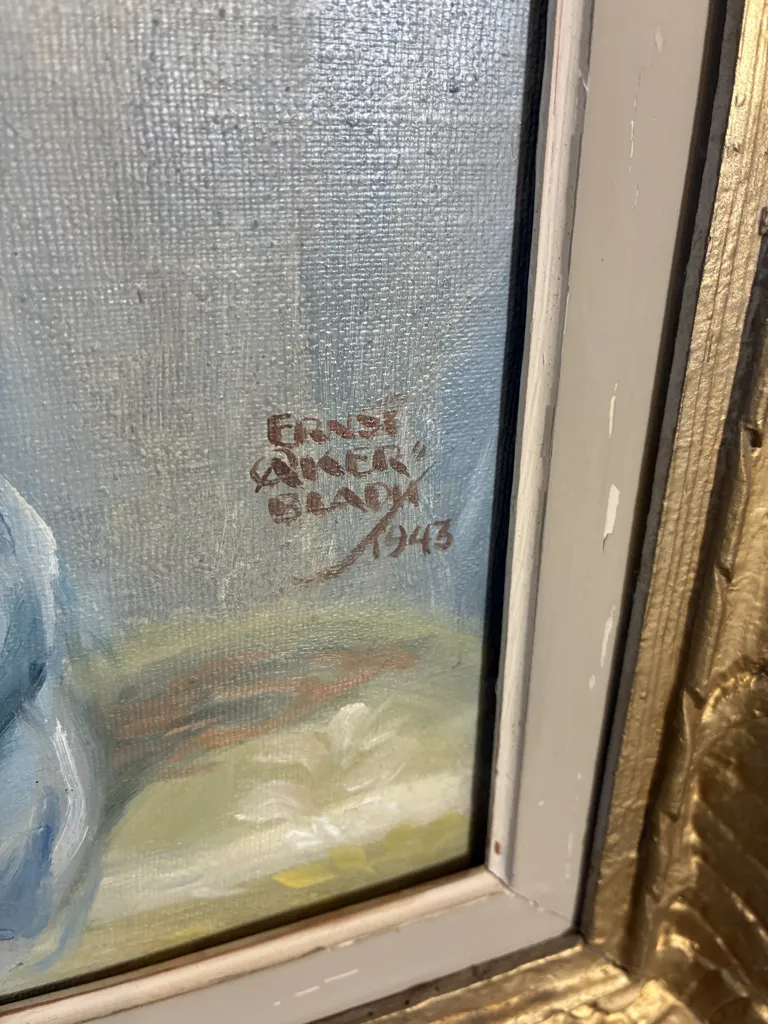 ERNST
ÅKER"
BLADH
1943